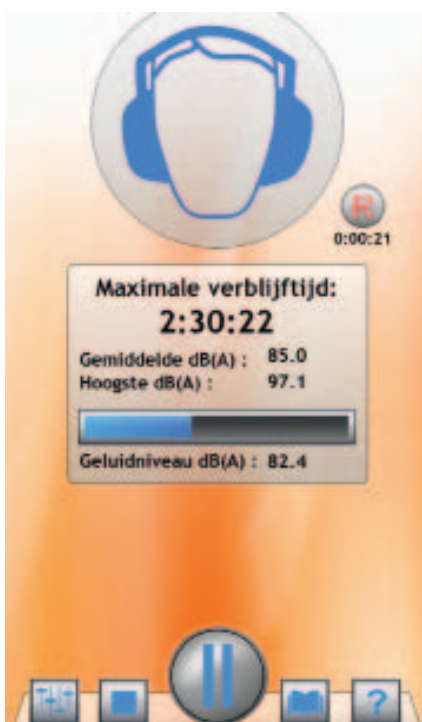 R
0:00:21
Maximale verblijftijd:
2:30:22
Gemiddelde dB(A) : 85.0
Hoogste dB(A) : 97.1
Geluidniveau dB(A) : 82.4
?